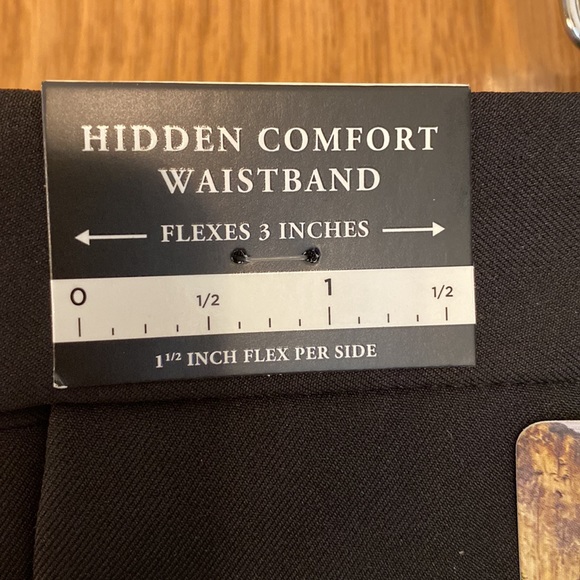 HIDDEN COMFORT
WAISTBAND
FLEXES 3 INCHES
0 1/2 1 1/2
1 1/2 INCH FLEX PER SIDE